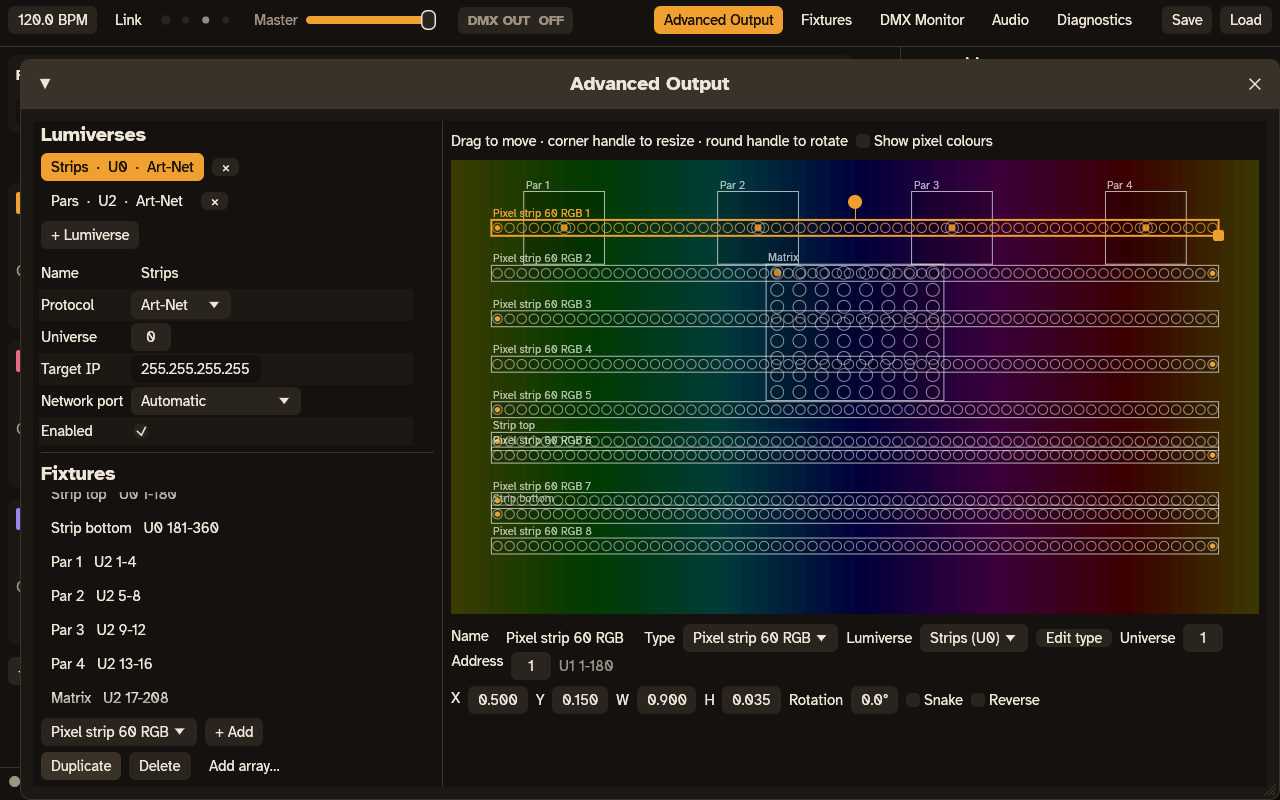 120.0 BPM Link Master DMX OUT OFF Advanced Output Fixtures DMX Monitor Audio Diagnostics Save Load
▼ Advanced Output ×
Lumiverses
Strips · U0 · Art-Net ×
Pars · U2 · Art-Net ×
+ Lumiverse
Name Strips
Protocol Art-Net
Universe 0
Target IP 255.255.255.255
Network port Automatic
Enabled
Fixtures
Strip top U0 1-180
Strip bottom U0 181-360
Par 1 U2 1-4
Par 2 U2 5-8
Par 3 U2 9-12
Par 4 U2 13-16
Matrix U2 17-208
Pixel strip 60 RGB + Add
Duplicate Delete Add array...
Drag to move · corner handle to resize · round handle to rotate Show pixel colours
Par 1 Par 2 Par 3 Par 4
Pixel strip 60 RGB 1
Pixel strip 60 RGB 2 Matrix
Pixel strip 60 RGB 3
Pixel strip 60 RGB 4
Pixel strip 60 RGB 5
Strip top
Pixel strip 60 RGB 6
Pixel strip 60 RGB 7
Strip bottom
Pixel strip 60 RGB 8
Name Pixel strip 60 RGB Type Pixel strip 60 RGB Lumiverse Strips (U0) Edit type Universe 1
Address 1 U1 1-180
X 0.500 Y 0.150 W 0.900 H 0.035 Rotation 0.0° Snake Reverse